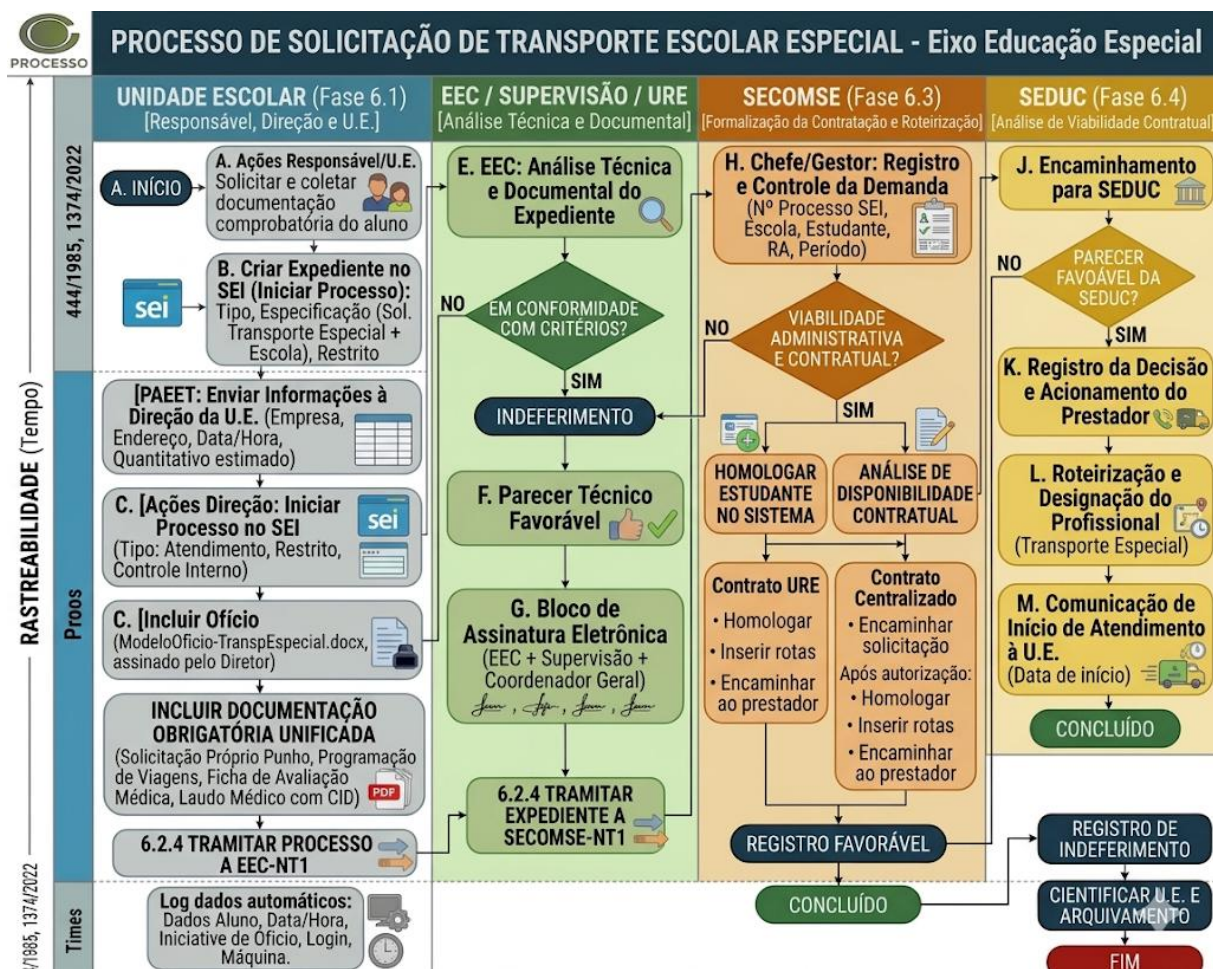 PROCESSO
PROCESSO DE SOLICITAÇÃO DE TRANSPORTE ESCOLAR ESPECIAL - Eixo Educação Especial
RASTREABILIDADE (Tempo)
444/1985, 1374/2022
Proos
/1985, 1374/2022
Times
UNIDADE ESCOLAR (Fase 6.1)
[Responsável, Direção e U.E.]
A. INÍCIO
A. Ações Responsável/U.E.
Solicitar e coletar
documentação
comprobatória do aluno
sei
B. Criar Expediente no
SEI (Iniciar Processo):
Tipo, Especificação (Sol.
Transporte Especial +
Escola), Restrito
[PAEET: Enviar Informações à
Direção da U.E. (Empresa,
Endereço, Data/Hora,
Quantitativo estimado)
C. [Ações Direção: Iniciar
Processo no SEI
(Tipo: Atendimento, Restrito,
Controle Interno)
sei
C. [Incluir Ofício
(ModeloOficio-TranspEspecial.docx,
assinado pelo Diretor)
INCLUIR DOCUMENTAÇÃO
OBRIGATÓRIA UNIFICADA
(Solicitação Próprio Punho, Programação
de Viagens, Ficha de Avaliação
Médica, Laudo Médico com CID)
PDF
6.2.4 TRAMITAR PROCESSO
A EEC-NT1
Log dados automáticos:
Dados Aluno, Data/Hora,
Iniciative de Ofício, Login,
Máquina.
EEC / SUPERVISÃO / URE
[Análise Técnica e Documental]
E. EEC: Análise Técnica
e Documental do
Expediente
NO
EM CONFORMIDADE
COM CRITÉRIOS?
SIM
INDEFERIMENTO
F. Parecer Técnico
Favorável
G. Bloco de
Assinatura Eletrônica
(EEC + Supervisão +
Coordenador Geral)
6.2.4 TRAMITAR
EXPEDIENTE A
SECOMSE-NT1
SECOMSE (Fase 6.3)
[Formalização da Contratação e Roteirização]
H. Chefe/Gestor: Registro
e Controle da Demanda
(Nº Processo SEI,
Escola, Estudante,
RA, Período)
NO
VIABILIDADE
ADMINISTRATIVA
E CONTRATUAL?
SIM
HOMOLOGAR
ESTUDANTE
NO SISTEMA
ANÁLISE DE
DISPONIBILIDADE
CONTRATUAL
Contrato URE
• Homologar
• Inserir rotas
• Encaminhar
ao prestador
Contrato
Centralizado
• Encaminhar
solicitação
Após autorização:
• Homologar
• Inserir rotas
• Encaminhar
ao prestador
REGISTRO FAVORÁVEL
CONCLUÍDO
SEDUC (Fase 6.4)
[Análise de Viabilidade Contratual]
J. Encaminhamento
para SEDUC
NO
PARECER
FAVOÁVEL DA
SEDUC?
SIM
K. Registro da Decisão
e Acionamento do
Prestador
L. Roteirização e
Designação do
Profissional
(Transporte Especial)
M. Comunicação de
Início de Atendimento
à U.E.
(Data de início)
CONCLUÍDO
REGISTRO DE
INDEFERIMENTO
CIENTIFICAR U.E. E
ARQUIVAMENTO
FIM